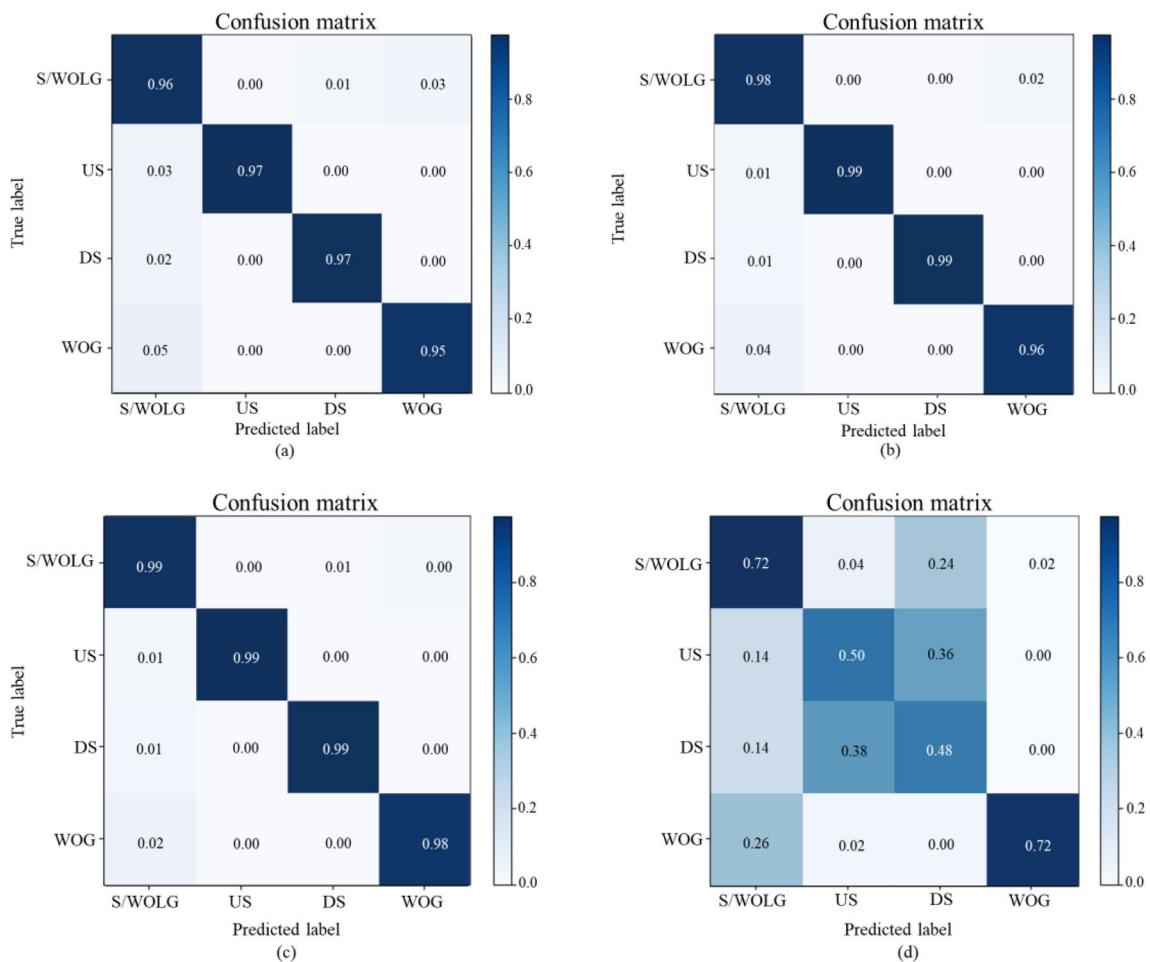 Confusion matrix
S/WOLG 0.96 0.00 0.01 0.03 0.8
US 0.03 0.97 0.00 0.00 0.6
True label
0.4
DS 0.02 0.00 0.97 0.00
0.2
WOG 0.05 0.00 0.00 0.95
0.0
S/WOLG US DS WOG
Predicted label
(a)
Confusion matrix
S/WOLG 0.98 0.00 0.00 0.02 0.8
US 0.01 0.99 0.00 0.00 0.6
True label
0.4
DS 0.01 0.00 0.99 0.00
0.2
WOG 0.04 0.00 0.00 0.96
0.0
S/WOLG US DS WOG
Predicted label
(b)
Confusion matrix
S/WOLG 0.99 0.00 0.01 0.00 0.8
US 0.01 0.99 0.00 0.00 0.6
True label
0.4
DS 0.01 0.00 0.99 0.00
0.2
WOG 0.02 0.00 0.00 0.98
0.0
S/WOLG US DS WOG
Predicted label
(c)
Confusion matrix
S/WOLG 0.72 0.04 0.24 0.02 0.8
US 0.14 0.50 0.36 0.00 0.6
0.4
DS 0.14 0.38 0.48 0.00
0.2
WOG 0.26 0.02 0.00 0.72
0.0
S/WOLG US DS WOG
Predicted label
(d)